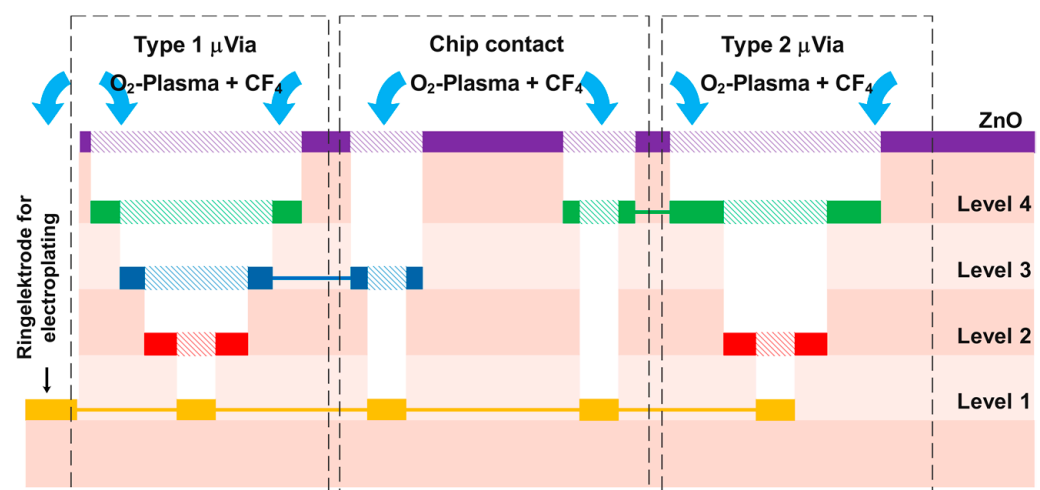 Type 1 µVia
O₂-Plasma + CF₄
Chip contact
O₂-Plasma + CF₄
Type 2 µVia
O₂-Plasma + CF₄
ZnO
Level 4
Level 3
Level 2
Level 1
Ringelektrode for
electroplating